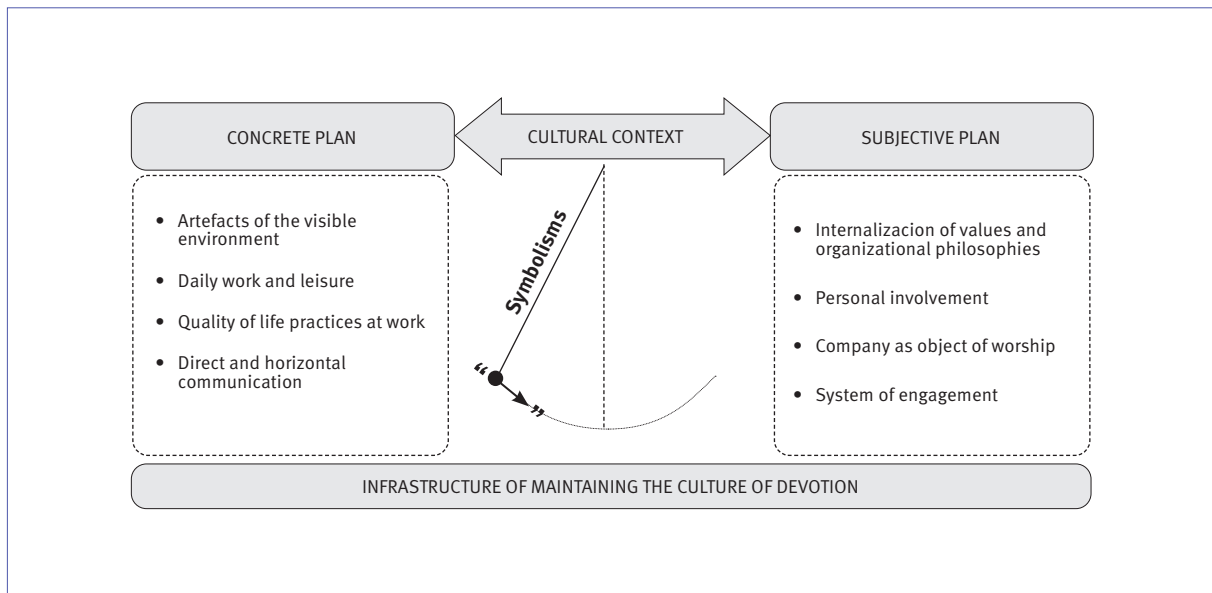 CONCRETE PLAN
CULTURAL CONTEXT
SUBJECTIVE PLAN
• Artefacts of the visible
environment
• Daily work and leisure
• Quality of life practices at work
• Direct and horizontal
communication
Symbolisms
“
”
• Internalizacion of values and
organizational philosophies
• Personal involvement
• Company as object of worship
• System of engagement
INFRASTRUCTURE OF MAINTAINING THE CULTURE OF DEVOTION